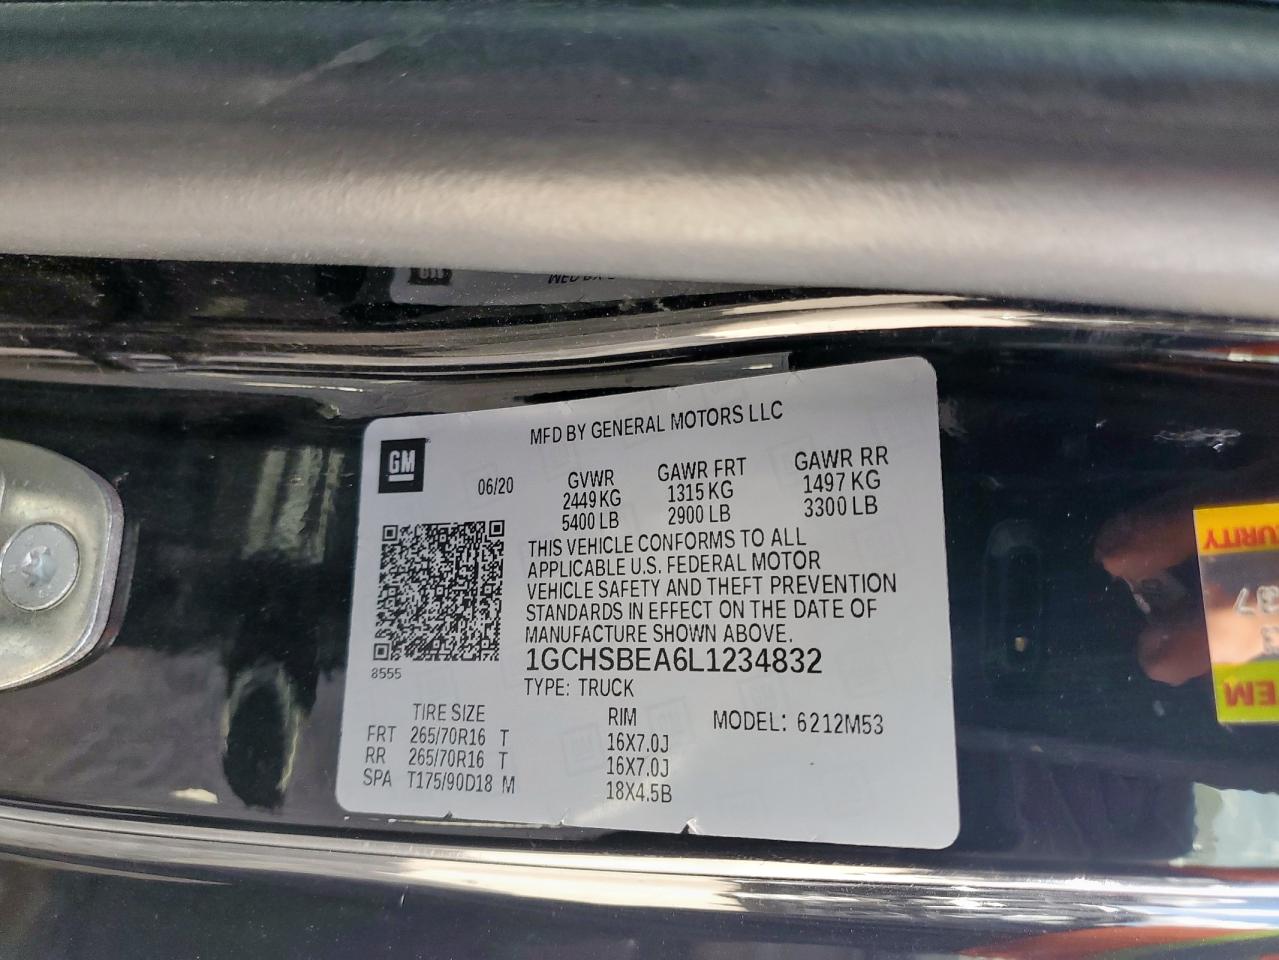 MFD BY GENERAL MOTORS LLC
GM
06/20
GVWR GAWR FRT GAWR RR
2449 KG 1315 KG 1497 KG
5400 LB 2900 LB 3300 LB
THIS VEHICLE CONFORMS TO ALL
APPLICABLE U.S. FEDERAL MOTOR
VEHICLE SAFETY AND THEFT PREVENTION
STANDARDS IN EFFECT ON THE DATE OF
MANUFACTURE SHOWN ABOVE.
1GCHSBEA6L1234832
8555
TYPE: TRUCK
TIRE SIZE RIM MODEL: 6212M53
FRT 265/70R16 T 16X7.0J
RR 265/70R16 T 16X7.0J
SPA T175/90D18 M 18X4.5B
URITY
EM